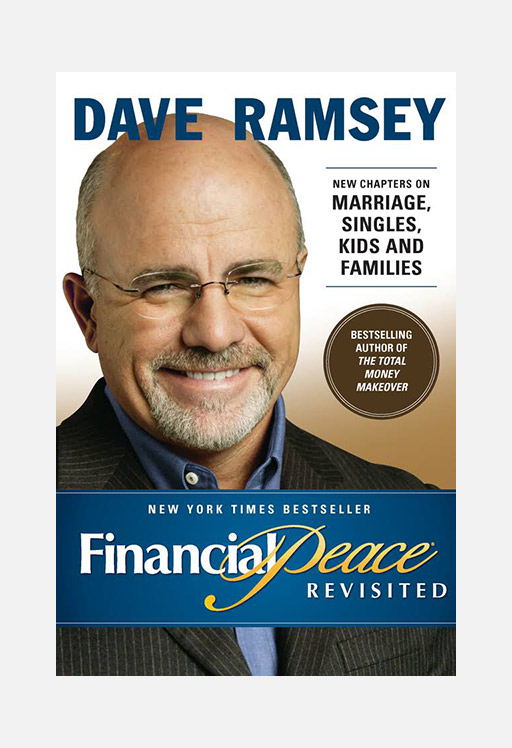 DAVE RAMSEY
NEW CHAPTERS ON
MARRIAGE,
SINGLES,
KIDS AND
FAMILIES
BESTSELLING
AUTHOR OF
THE TOTAL
MONEY
MAKEOVER
NEW YORK TIMES BESTSELLER
Financial Peace®
REVISITED